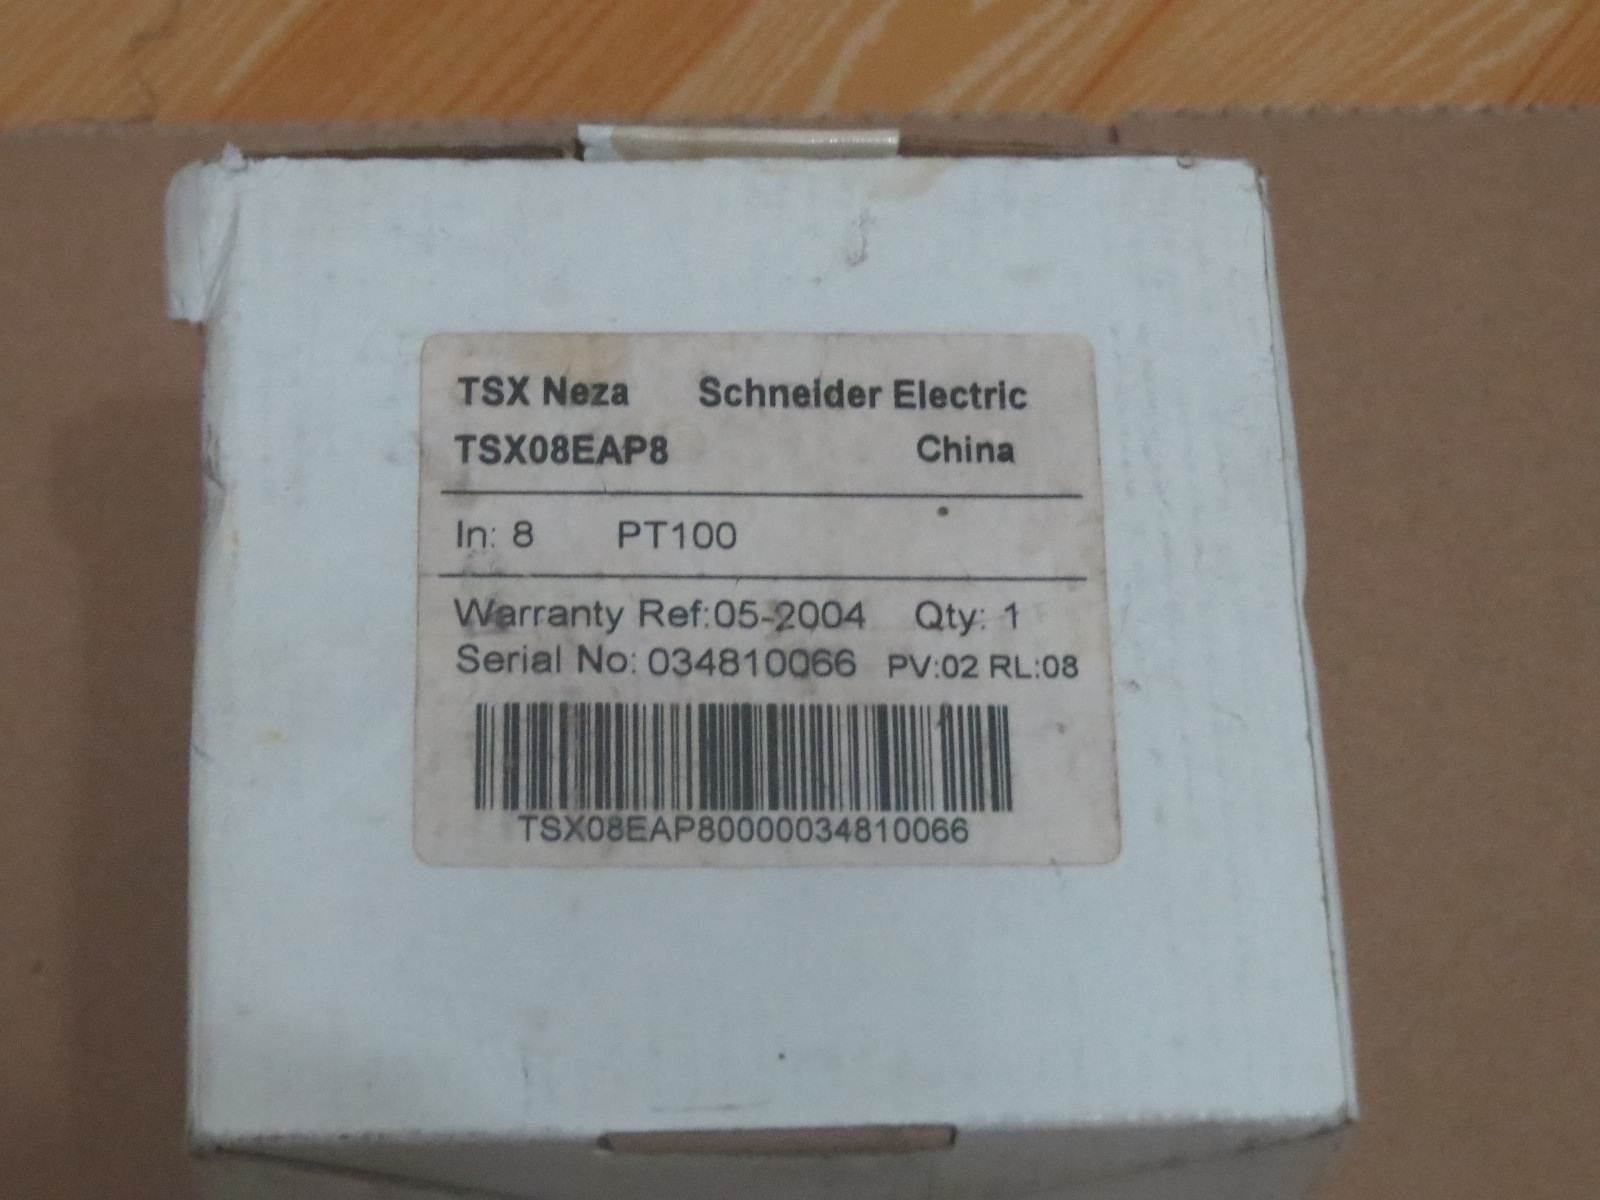 TSX Neza Schneider Electric
TSX08EAP8 China
In: 8 PT100
Warranty Ref:05-2004 Qty: 1
Serial No: 034810066 PV:02 RL:08
TSX08EAP80000034810066